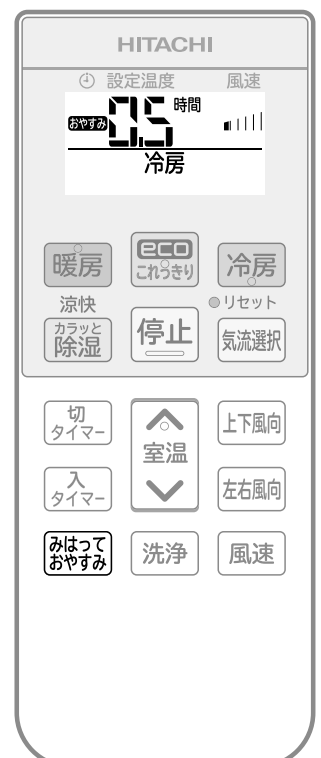 HITACHI
設定温度 風速
おやすみ 0.5 時間
冷房
暖房
eco
これっきり
冷房
涼快
リセット
カラッと
除湿
停止
気流選択
切
タイマー
室温
上下風向
入
タイマー
左右風向
みはって
おやすみ
洗浄
風速